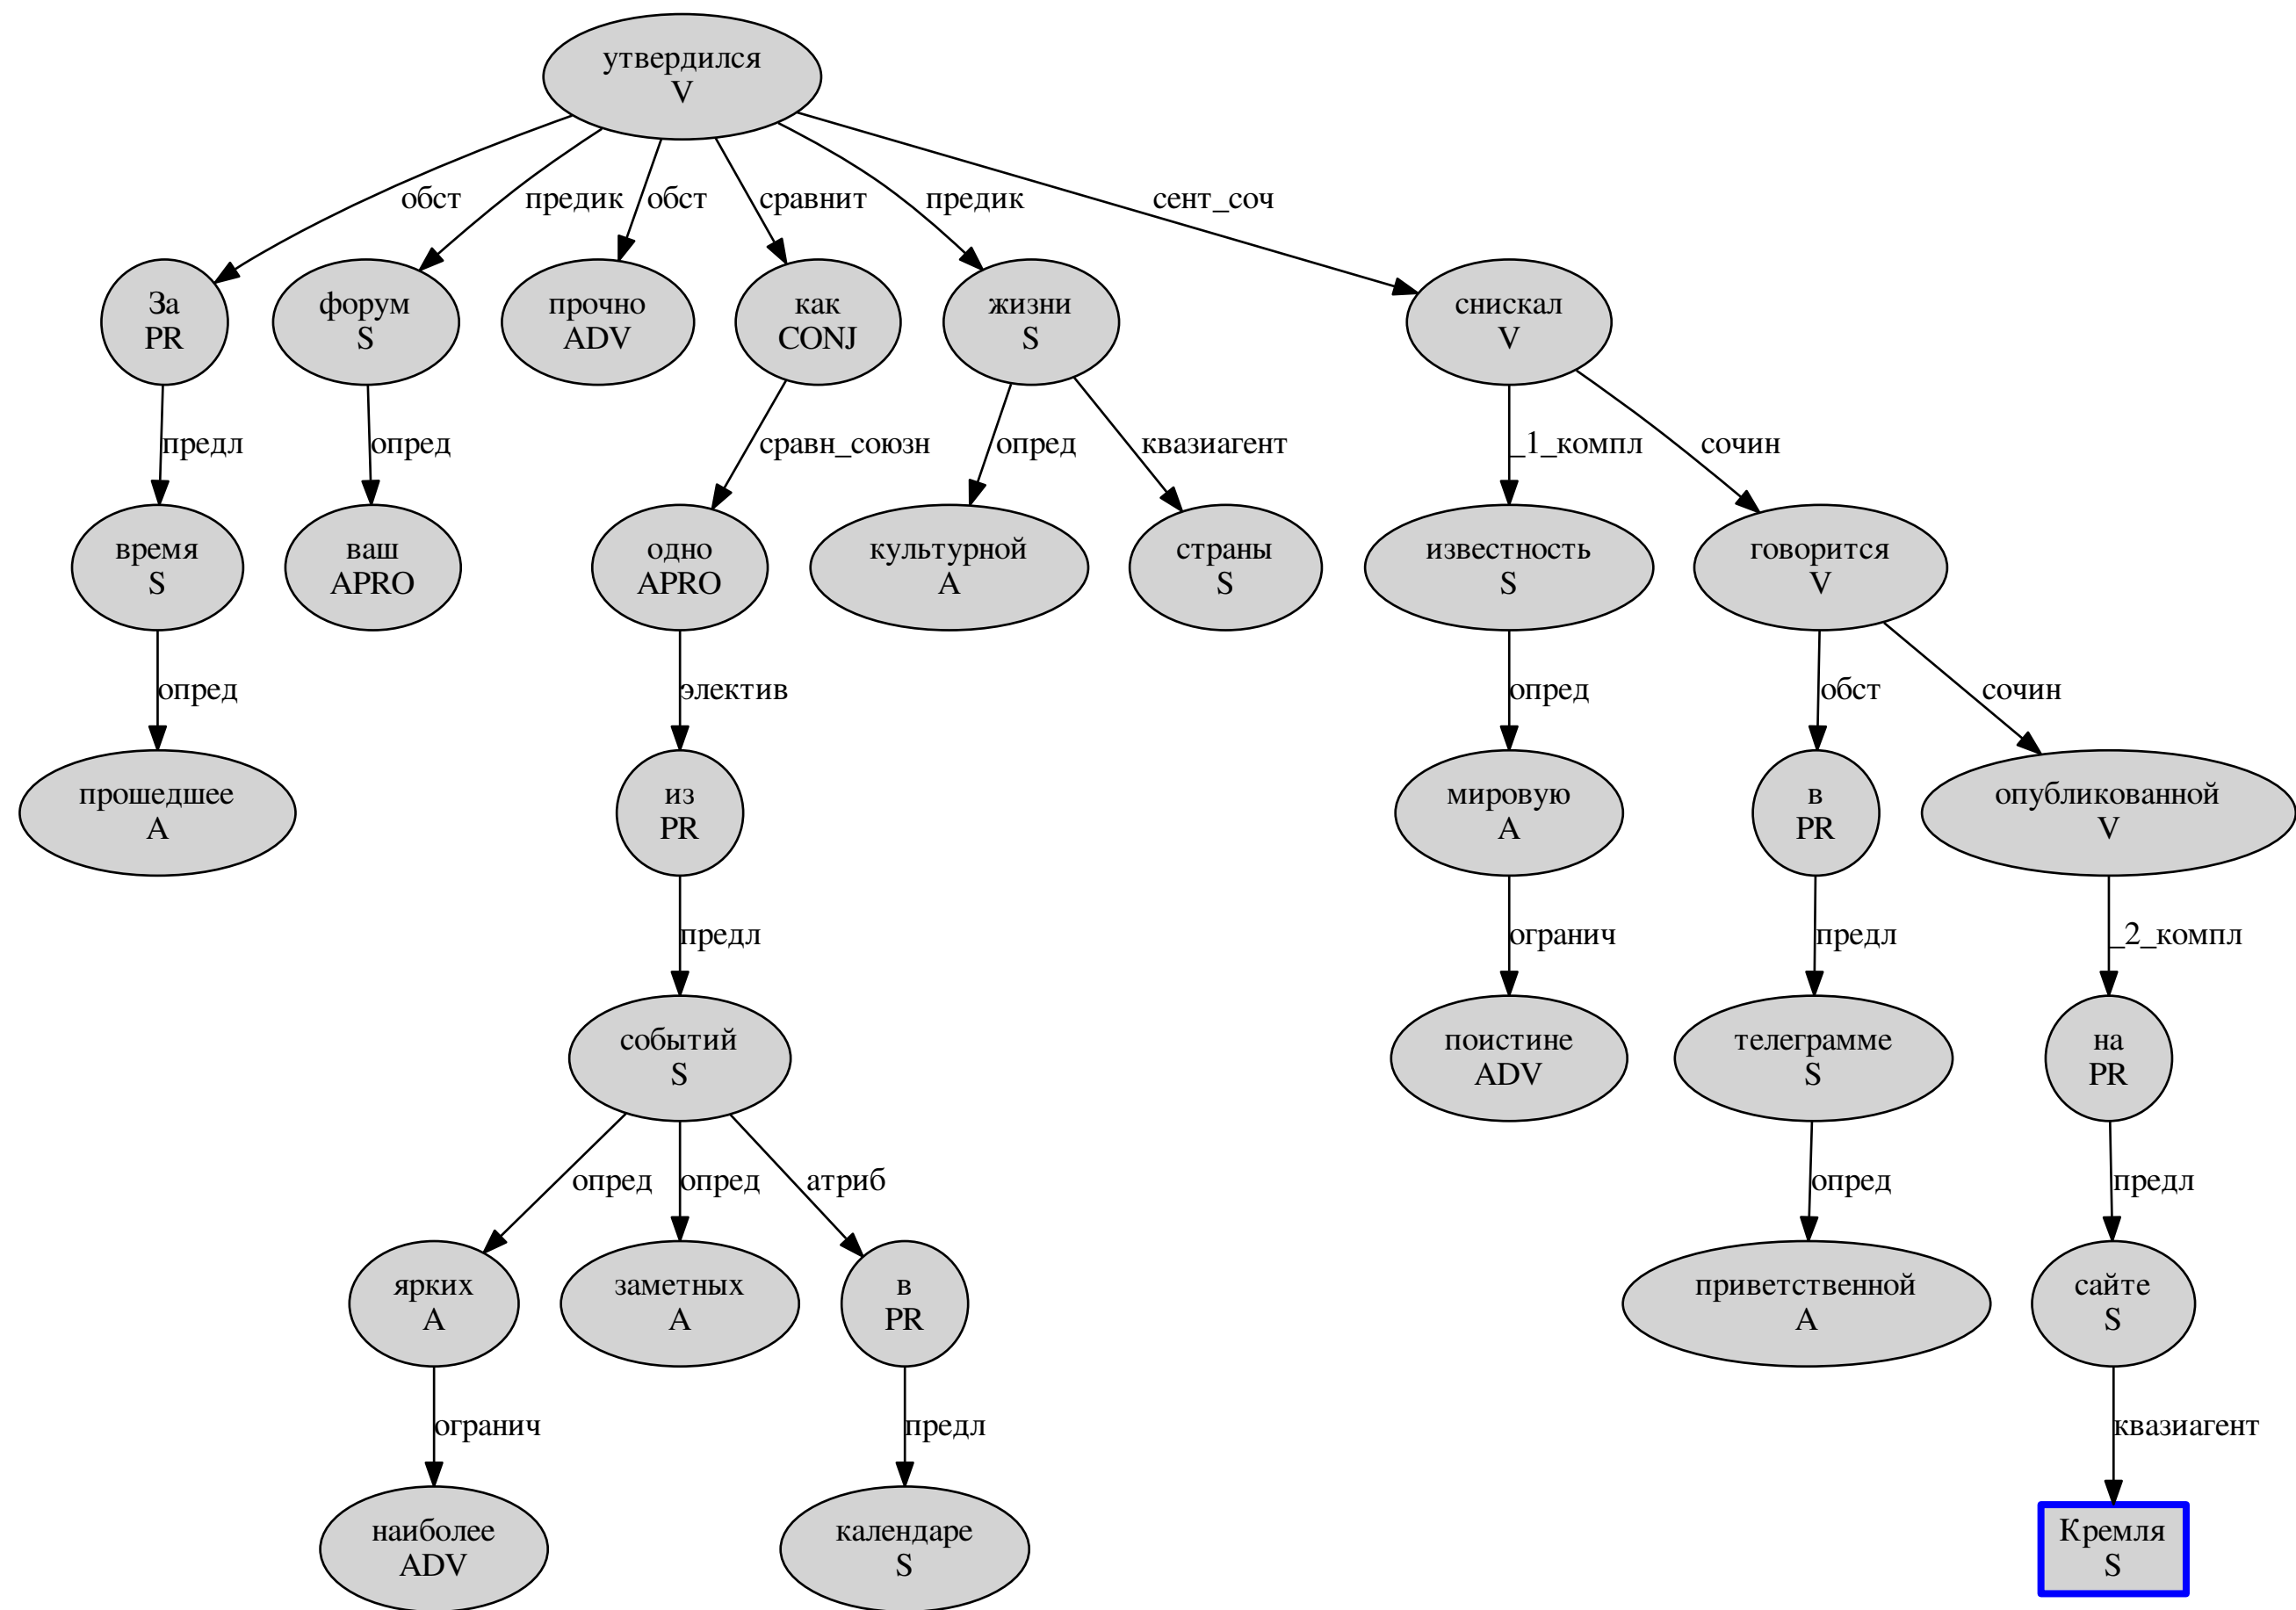 утвердился
V
обст
предик
обст
сравнит
предик
сент_соч
За
PR
форум
S
прочно
ADV
как
CONJ
жизни
S
снискал
V
предл
опред
сравн_союзн
опред
квазиагент
_1_компл
сочин
время
S
ваш
APRO
одно
APRO
культурной
A
страны
S
известность
S
говорится
V
опред
электив
опред
обст
сочин
прошедшее
A
из
PR
мировую
A
в
PR
опубликованной
V
предл
огранич
предл
_2_компл
событий
S
поистине
ADV
телеграмме
S
на
PR
опред
опред
атриб
опред
предл
ярких
A
заметных
A
в
PR
приветственной
A
сайте
S
огранич
предл
квазиагент
наиболее
ADV
календаре
S
Кремля
S